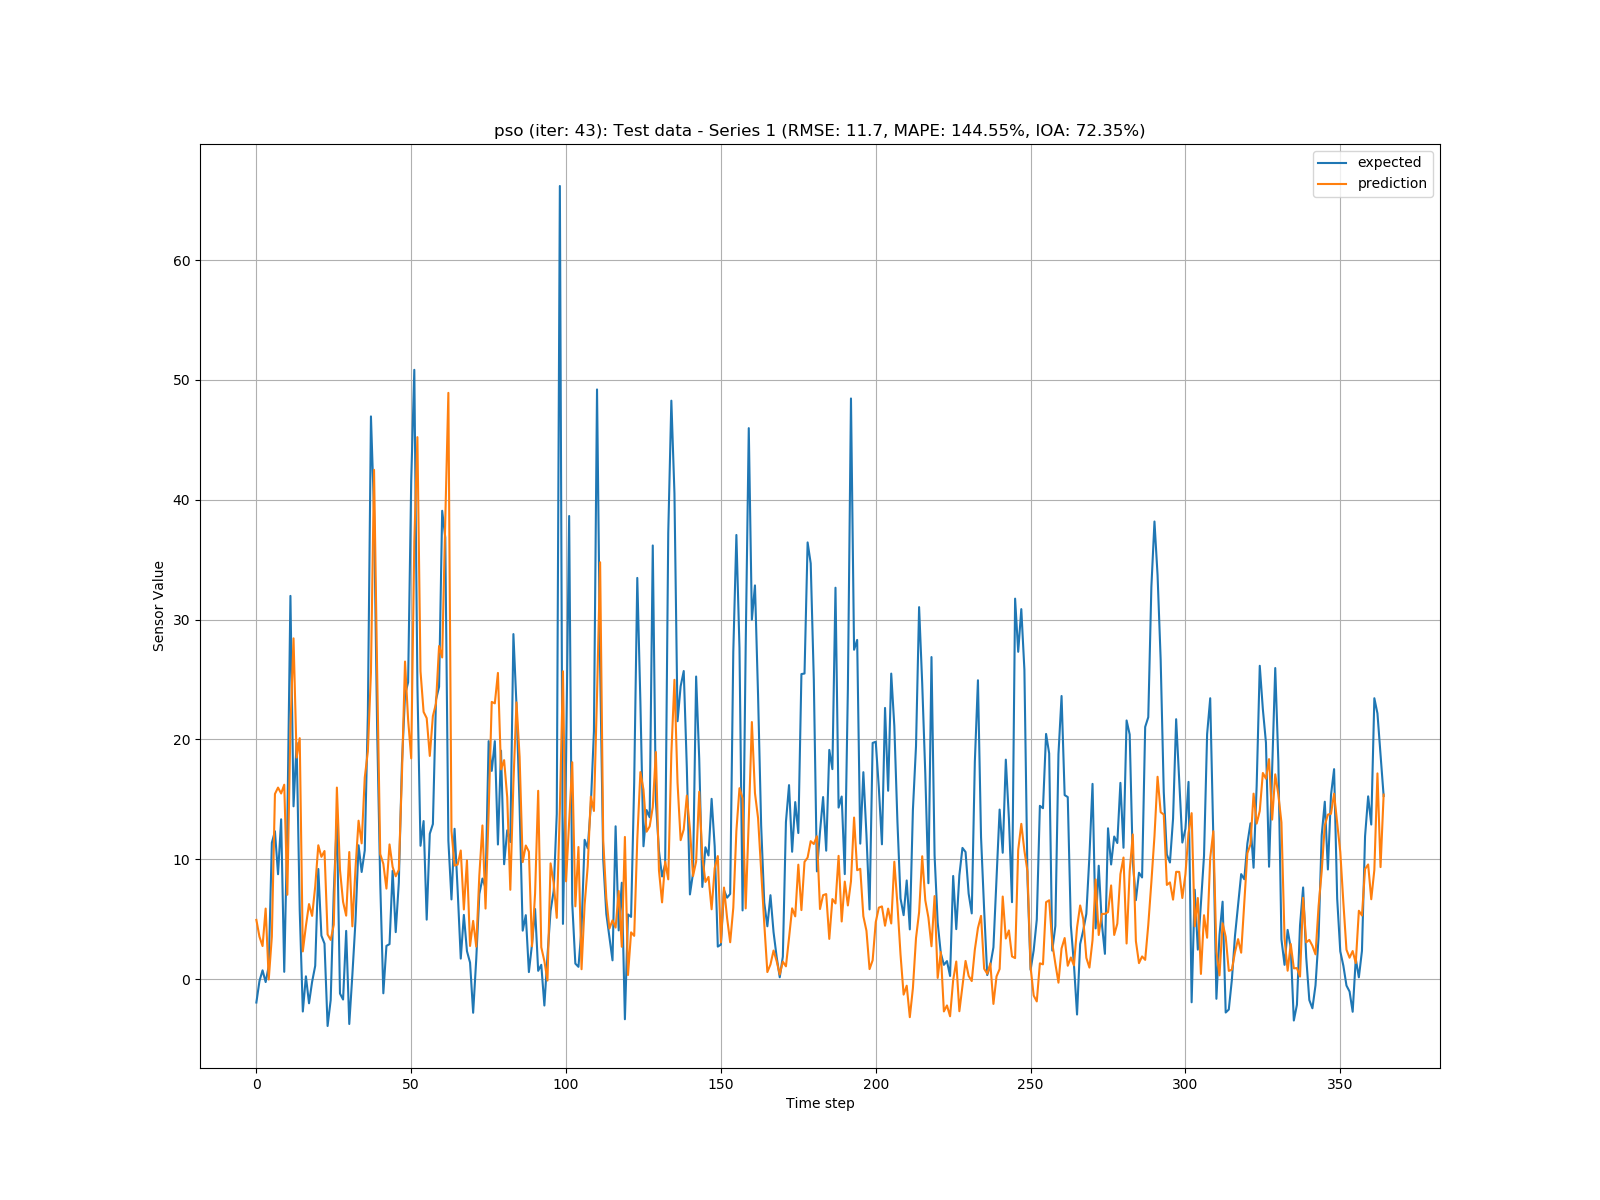 pso (iter: 43): Test data - Series 1 (RMSE: 11.7, MAPE: 144.55%, IOA: 72.35%)
expected
prediction
60
50
40
30
20
10
0
Sensor Value
0 50 100 150 200 250 300 350
Time step